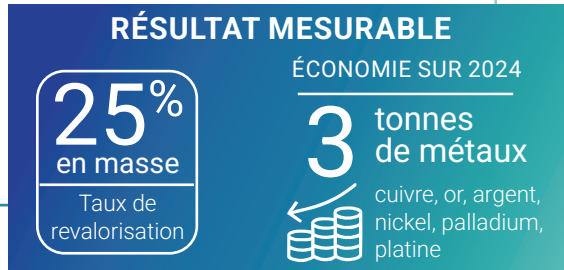 RÉSULTAT MESURABLE
25%
en masse
Taux de
revalorisation
ÉCONOMIE SUR 2024
3 tonnes
de métaux
cuivre, or, argent,
nickel, palladium,
platine